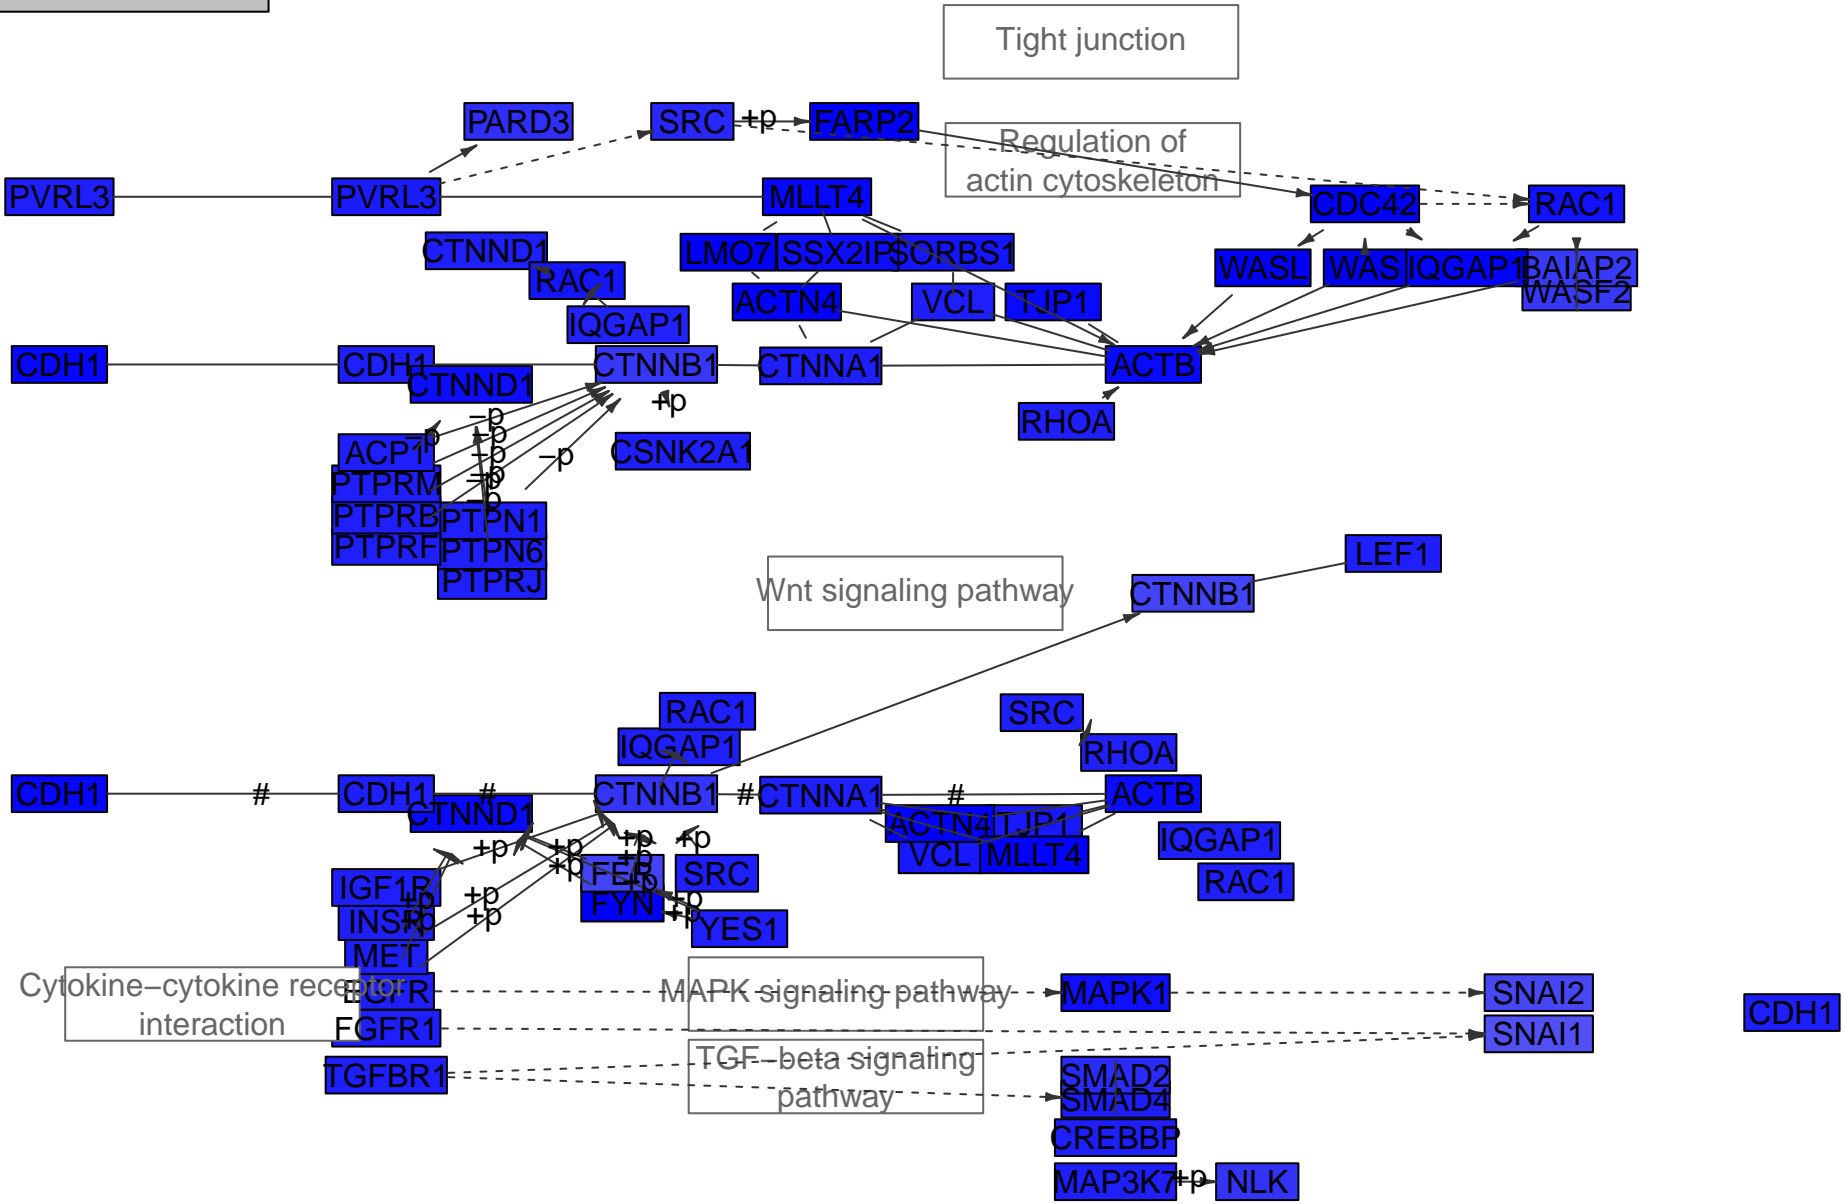 Tight junction
PARD3
SRC
+p
FARP2
Regulation of
actin cytoskeleton
PVRL3
PVRL3
MLLT4
CDC42
RAC1
CTNND1
LMO7
SSX2IP
SORBS1
WASL
WAS
IQGAP1
BAIAP2
RAC1
WASF2
ACTN4
VCL
TJP1
IQGAP1
CDH1
CDH1
CTNNB1
CTNNA1
ACTB
CTNND1
+p
–p
RHOA
–p
–p
ACP1
–p
–p
CSNK2A1
–p
PTPRM
–p
–p
PTPRB
PTPN1
PTPRF
PTPN6
LEF1
PTPRJ
Wnt signaling pathway
CTNNB1
RAC1
SRC
IQGAP1
RHOA
CDH1
#
CDH1
#
CTNNB1
#
CTNNA1
#
ACTB
CTNND1
ACTN4
TJP1
+p
+p
+p
+p
IQGAP1
+p
+p
VCL
MLLT4
FER
SRC
RAC1
IGF1R
+p
+p
+p
+p
INSR
+p
+p
FYN
+p
YES1
MET
Cytokine–cytokine receptor
interaction
EGFR
MAPK signaling pathway
MAPK1
SNAI2
CDH1
FGFR1
SNAI1
TGF–beta signaling
pathway
TGFBR1
SMAD2
SMAD4
CREBBP
MAP3K7
+p
NLK